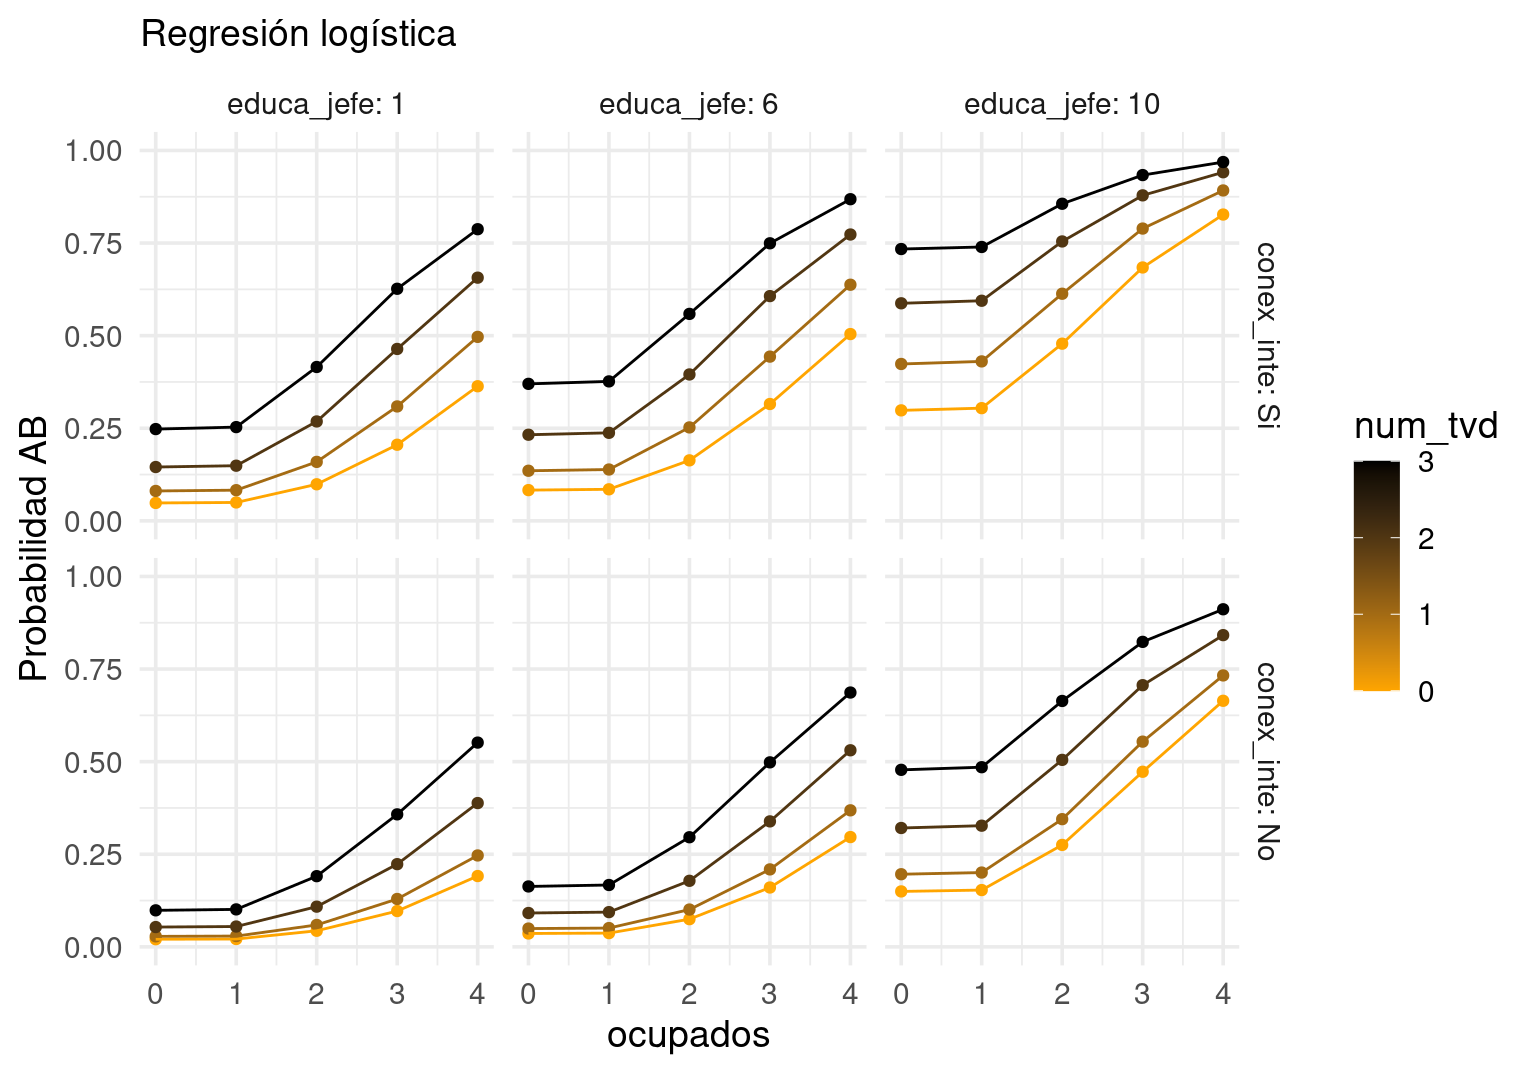 Regresión logística
educa_jefe: 1
educa_jefe: 6
educa_jefe: 10
1.00
0.75
0.50
0.25
0.00
conex_inte: Si
1.00
0.75
0.50
0.25
0.00
conex_inte: No
Probabilidad AB
0 1 2 3 4
0 1 2 3 4
0 1 2 3 4
ocupados
num_tvd
3
2
1
0